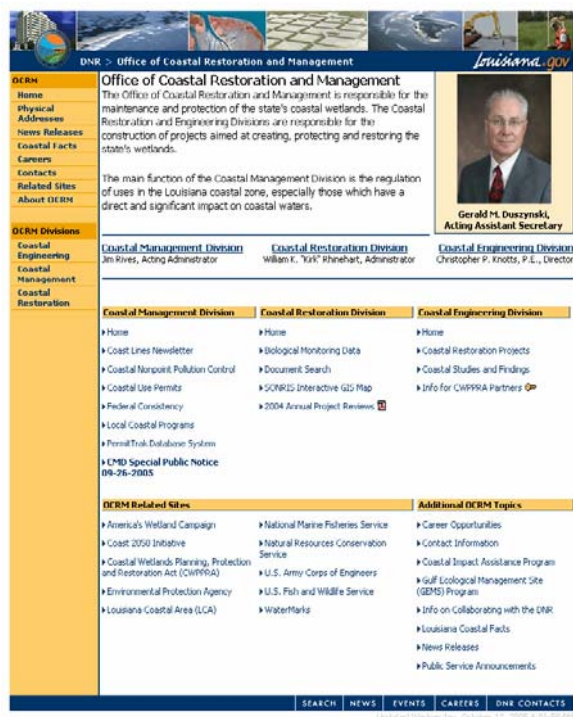 DNR > Office of Coastal Restoration and Management
Louisiana.gov
OCRM
Home
Physical
Addresses
News Releases
Coastal Facts
Careers
Contacts
Related Sites
About OCRM
OCRM Divisions
Coastal
Engineering
Coastal
Management
Coastal
Restoration
Office of Coastal Restoration and Management
The Office of Coastal Restoration and Management is responsible for the
maintenance and protection of the state's coastal wetlands. The Coastal
Restoration and Engineering Divisions are responsible for the
construction of projects aimed at creating, protecting and restoring the
state's wetlands.
The main function of the Coastal Management Division is the regulation
of uses in the Louisiana coastal zone, especially those which have a
direct and significant impact on coastal waters.
Gerald M. Duszynski,
Acting Assistant Secretary
Coastal Management Division
Jim Rives, Acting Administrator
Coastal Restoration Division
William K. "Kirk" Rhinehart, Administrator
Coastal Engineering Division
Christopher P. Knotts, P.E., Director
Coastal Management Division
Home
Coast Lines Newsletter
Coastal Nonpoint Pollution Control
Coastal Use Permits
Federal Consistency
Local Coastal Programs
PermitTrak Database System
CMD Special Public Notice
09-26-2005
Coastal Restoration Division
Home
Biological Monitoring Data
Document Search
SONRIS Interactive GIS Map
2004 Annual Project Reviews
Coastal Engineering Division
Home
Coastal Restoration Projects
Coastal Studies and Findings
Info for CWPPRA Partners
OCRM Related Sites
America's Wetland Campaign
Coast 2050 Initiative
Coastal Wetlands Planning, Protection
and Restoration Act (CWPPRA)
Environmental Protection Agency
Louisiana Coastal Area (LCA)
National Marine Fisheries Service
Natural Resources Conservation
Service
U.S. Army Corps of Engineers
U.S. Fish and Wildlife Service
WaterMarks
Additional OCRM Topics
Career Opportunities
Contact Information
Coastal Impact Assistance Program
Gulf Ecological Management Site
(GEMS) Program
Info on Collaborating with the DNR
Louisiana Coastal Facts
News Releases
Public Service Announcements
SEARCH NEWS EVENTS CAREERS DNR CONTACTS